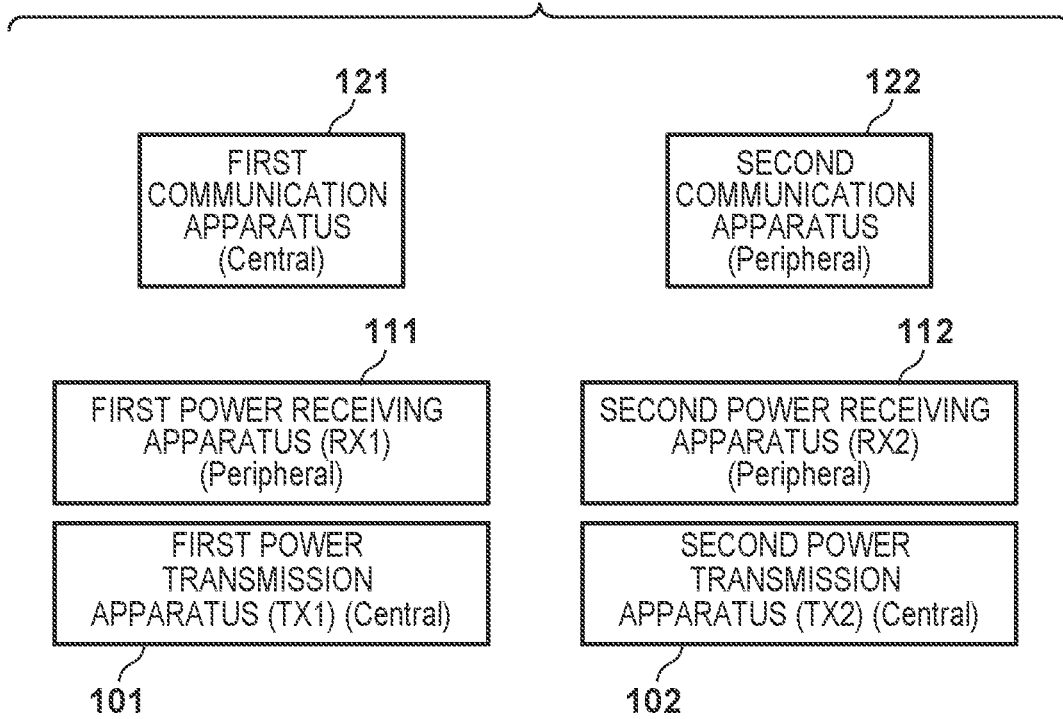 121
122
FIRST
COMMUNICATION
APPARATUS
(Central)
SECOND
COMMUNICATION
APPARATUS
(Peripheral)
111
112
FIRST POWER RECEIVING
APPARATUS (RX1)
(Peripheral)
SECOND POWER RECEIVING
APPARATUS (RX2)
(Peripheral)
FIRST POWER
TRANSMISSION
APPARATUS (TX1) (Central)
SECOND POWER
TRANSMISSION
APPARATUS (TX2) (Central)
101
102